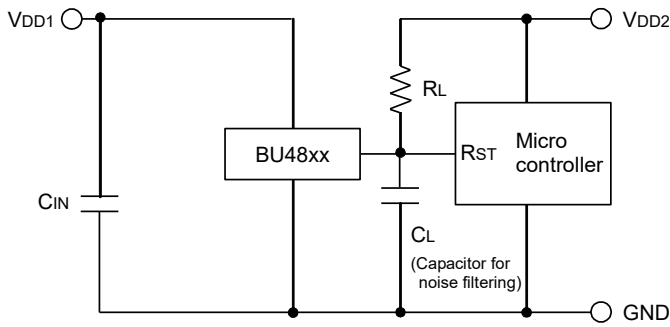 VDD1
VDD2
RL
BU48xx
RST
Micro
controller
CIN
CL
(Capacitor for
noise filtering)
GND